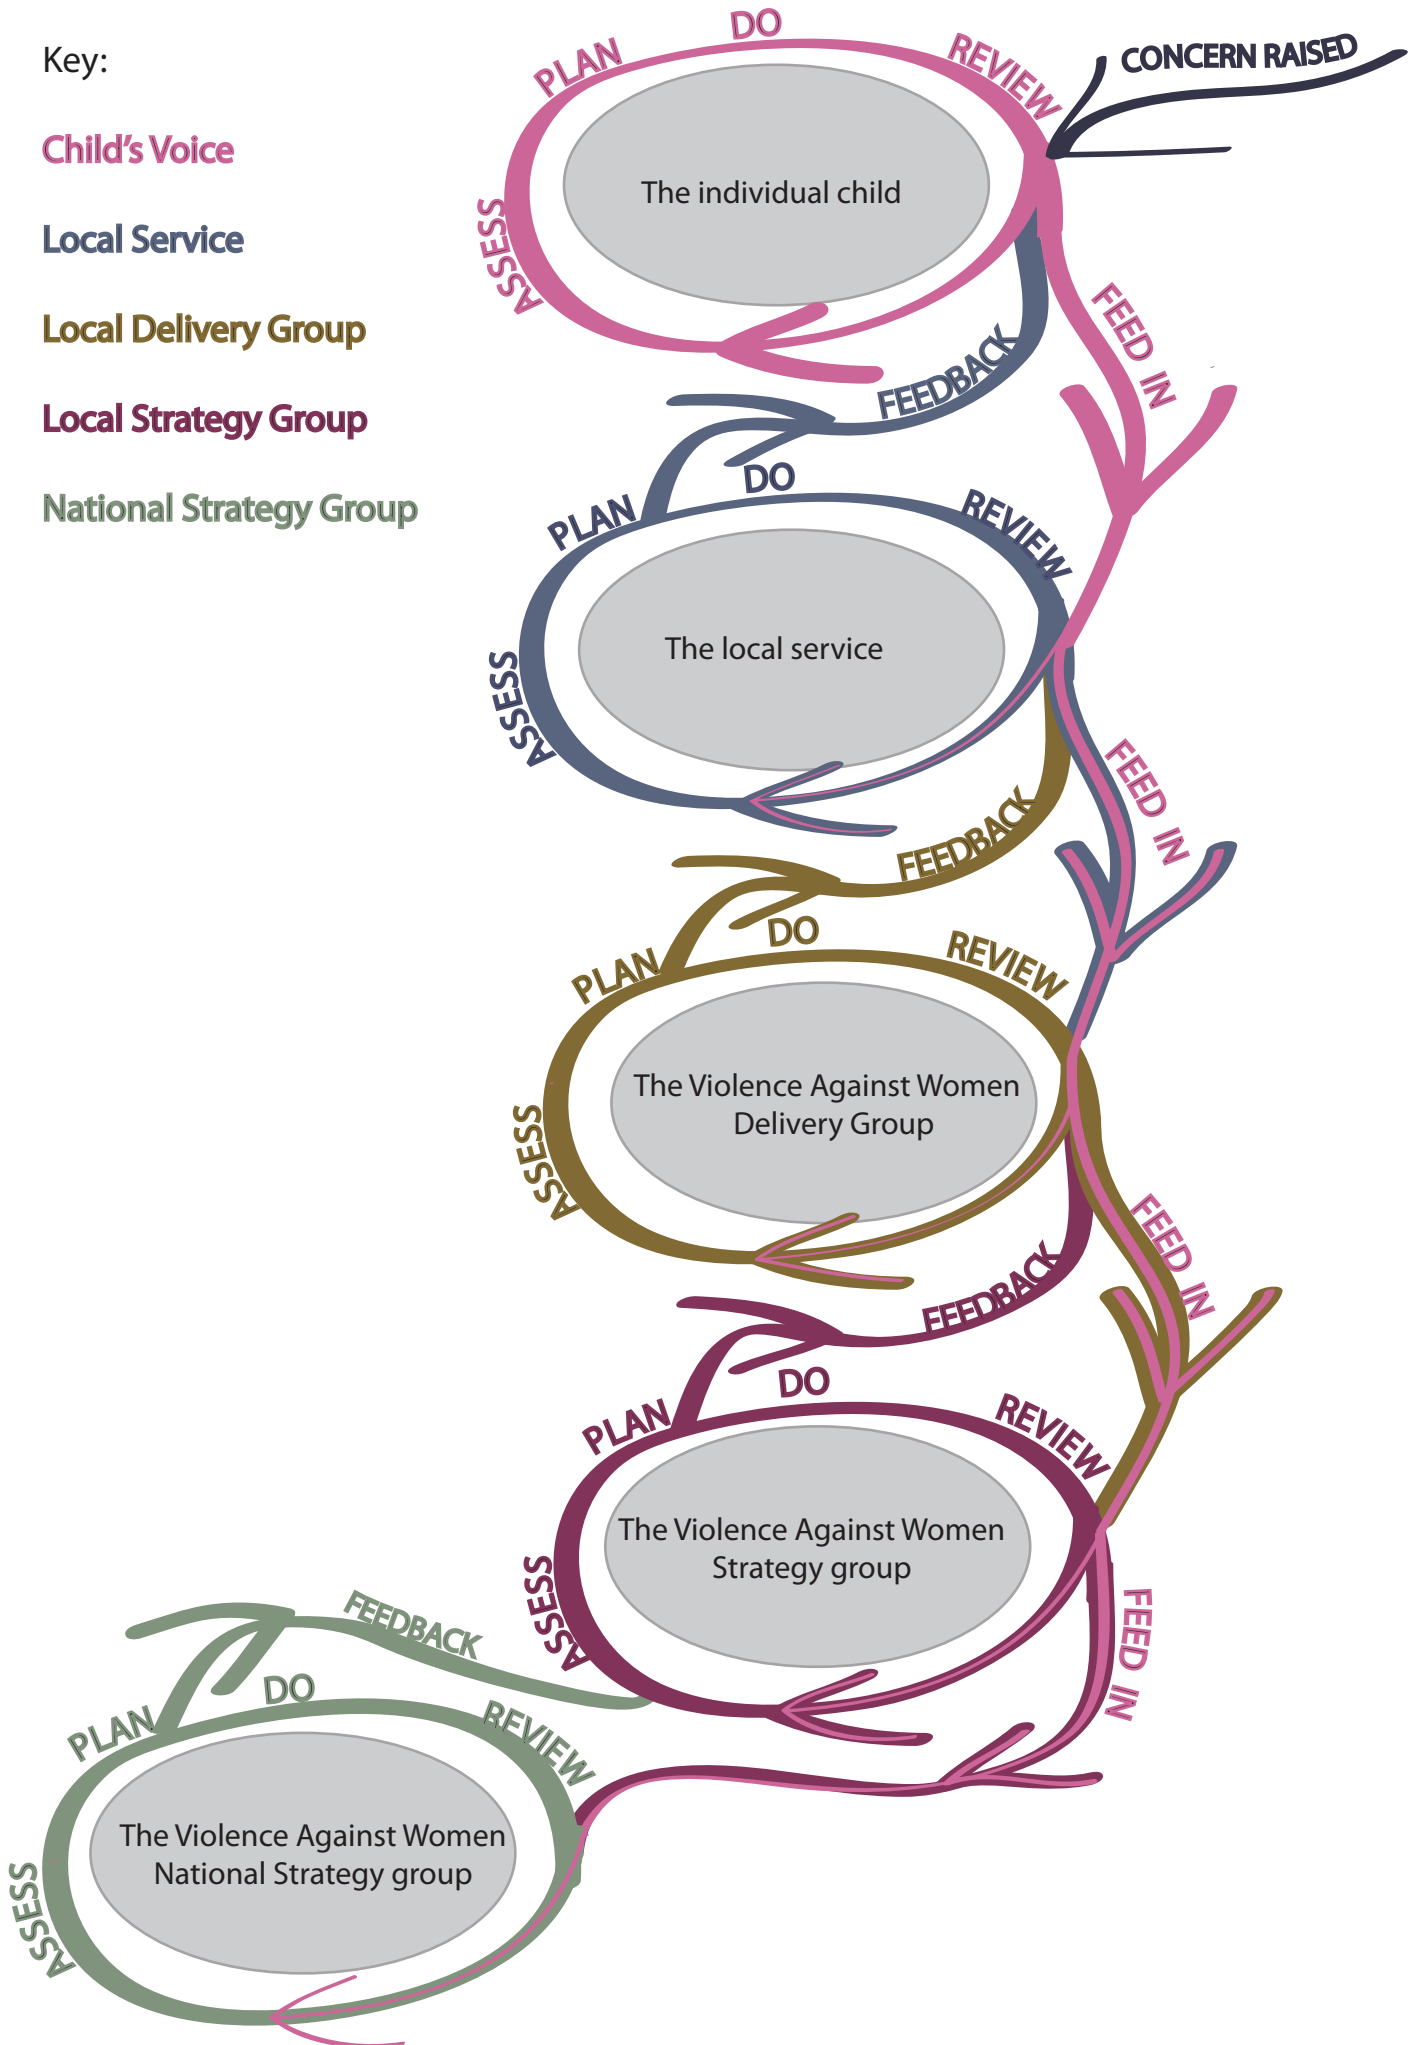 Key:
Child's Voice
Local Service
Local Delivery Group
Local Strategy Group
National Strategy Group
CONCERN RAISED
ASSESS
PLAN
DO
REVIEW
The individual child
FEED IN
FEEDBACK
ASSESS
PLAN
DO
REVIEW
The local service
FEED IN
FEEDBACK
ASSESS
PLAN
DO
REVIEW
The Violence Against Women
Delivery Group
FEED IN
FEEDBACK
ASSESS
PLAN
DO
REVIEW
The Violence Against Women
Strategy group
FEED IN
FEEDBACK
ASSESS
PLAN
DO
REVIEW
The Violence Against Women
National Strategy group